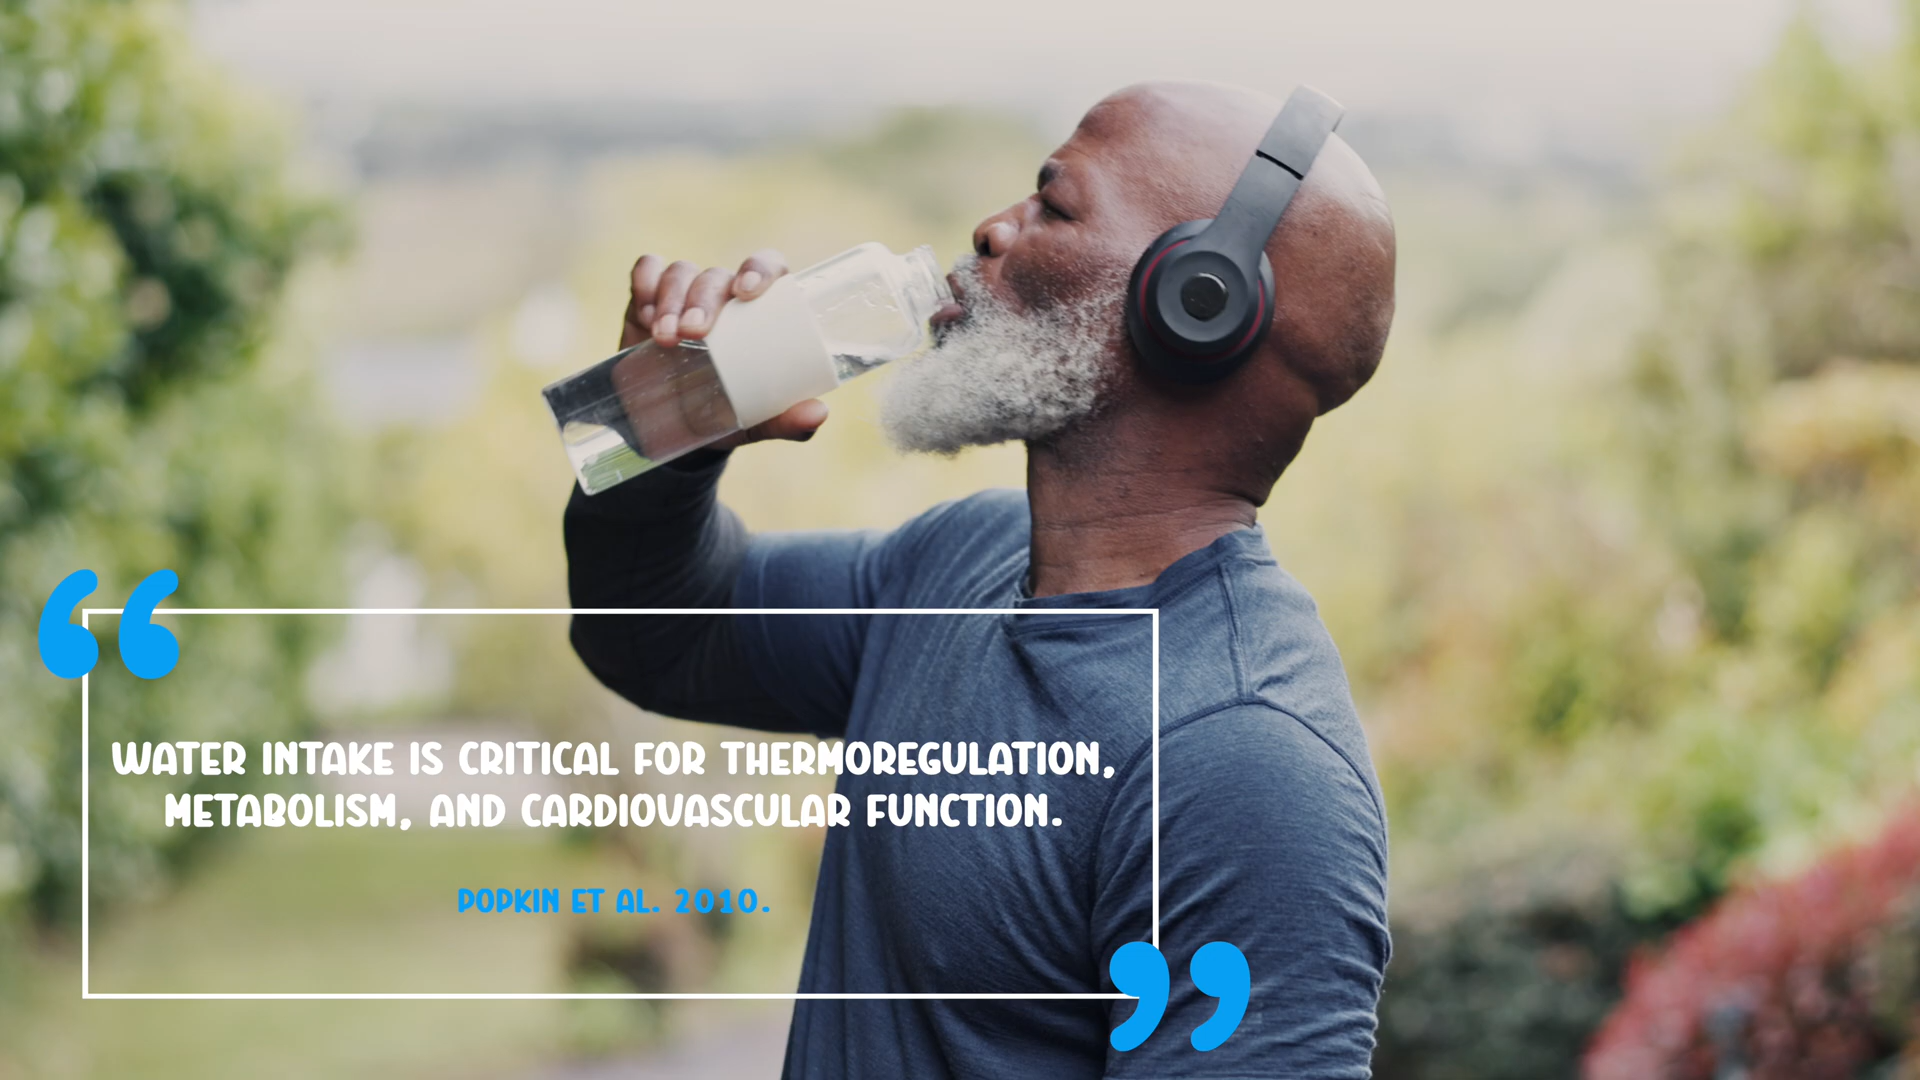 “
WATER INTAKE IS CRITICAL FOR THERMOREGULATION,
METABOLISM, AND CARDIOVASCULAR FUNCTION.
POPKIN ET AL. 2010.
”